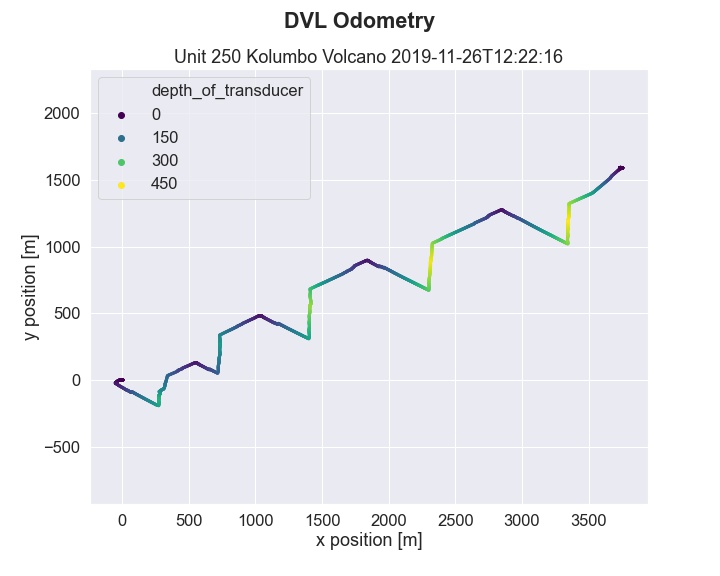 DVL Odometry
Unit 250 Kolumbo Volcano 2019-11-26T12:22:16
depth_of_transducer
0
150
300
450
2000
1500
1000
500
0
−500
y position [m]
0 500 1000 1500 2000 2500 3000 3500
x position [m]